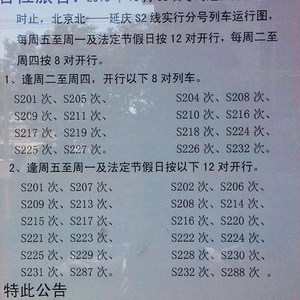 时止，北京北——延庆 S2 线实行分号列车运行图，
每周五至周一及法定节假日按 12 对开行，每周二至
周四按 8 对开行。
1、逢周二至周四，开行以下 8 对列车。
S201 次、S205 次、 S204 次、S208 次、
S209 次、S211 次、 S210 次、S216 次、
S217 次、S219 次、 S218 次、S224 次、
S225 次、S227 次、 S226 次、S232 次。
2、逢周五至周一及法定节假日按以下 12 对开行。
S201 次、S207 次、 S202 次、S206 次、
S209 次、S213 次、 S208 次、S214 次、
S215 次、S217 次、 S216 次、S220 次、
S221 次、S223 次、 S222 次、S224 次、
S225 次、S229 次、 S228 次、S230 次、
S231 次、S287 次。 S232 次、S288 次 。
特此公告